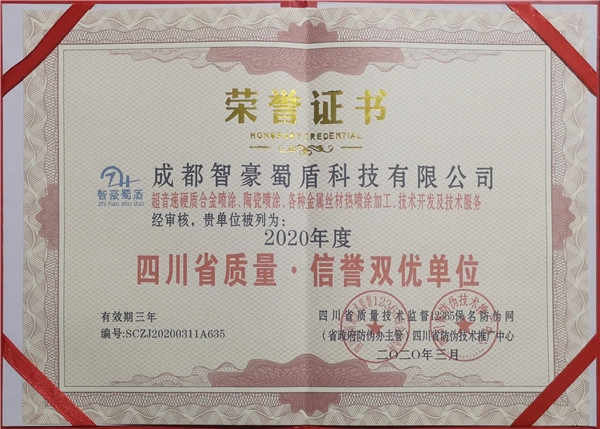 荣誉证书
HONORARY CREDENTIAL
智豪蜀盾
zhi hao shu dun
成都智豪蜀盾科技有限公司
超音速硬质合金喷涂、陶瓷喷涂、各种金属丝材热喷涂加工、技术开发及技术服务
经审核，贵单位被列为：
2020年度
四川省质量·信誉双优单位
有效期三年
编号:SCZJ20200311A635
四川省质量技术监督12365保名防伪网
（省政府防伪办主管）四川省防伪技术推广中心
二〇二〇年三月